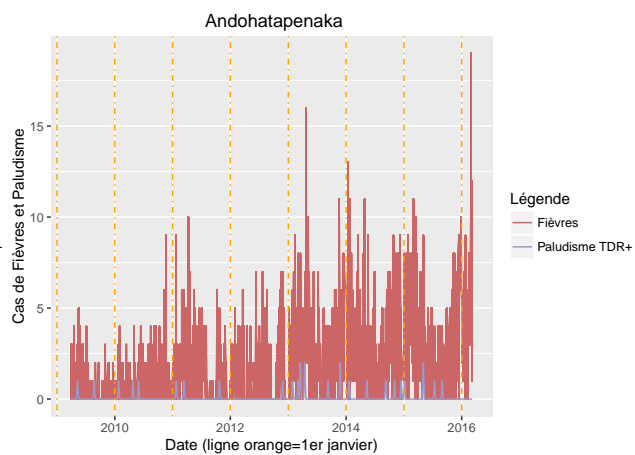 Andohatapenaka
Cas de Fièvres et Paludisme
15
10
5
0
2010
2012
2014
2016
Date (ligne orange=1er janvier)
Légende
Fièvres
Paludisme TDR+